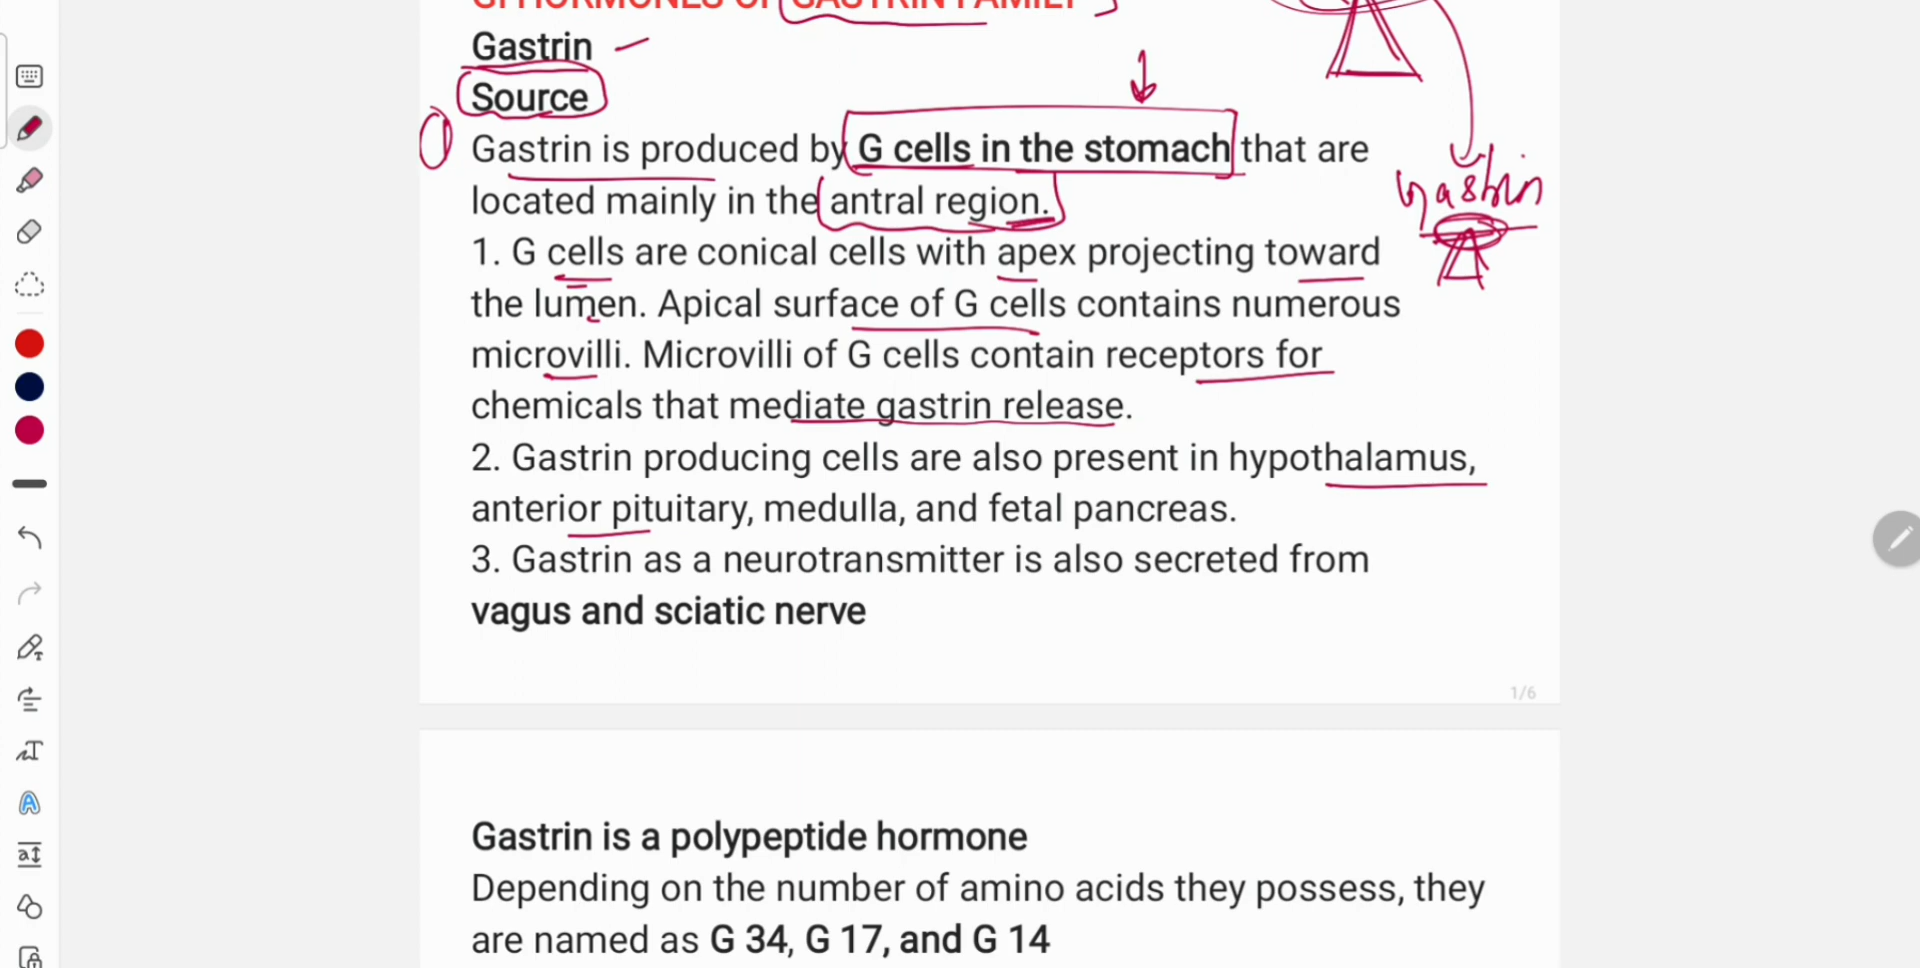 GI HORMONES OF GASTRIN FAMILY
Gastrin
Source
Gastrin is produced by G cells in the stomach that are
located mainly in the antral region.
Gastrin
1. G cells are conical cells with apex projecting toward
the lumen. Apical surface of G cells contains numerous
microvilli. Microvilli of G cells contain receptors for
chemicals that mediate gastrin release.
2. Gastrin producing cells are also present in hypothalamus,
anterior pituitary, medulla, and fetal pancreas.
3. Gastrin as a neurotransmitter is also secreted from
vagus and sciatic nerve
1/6
Gastrin is a polypeptide hormone
Depending on the number of amino acids they possess, they
are named as G 34, G 17, and G 14